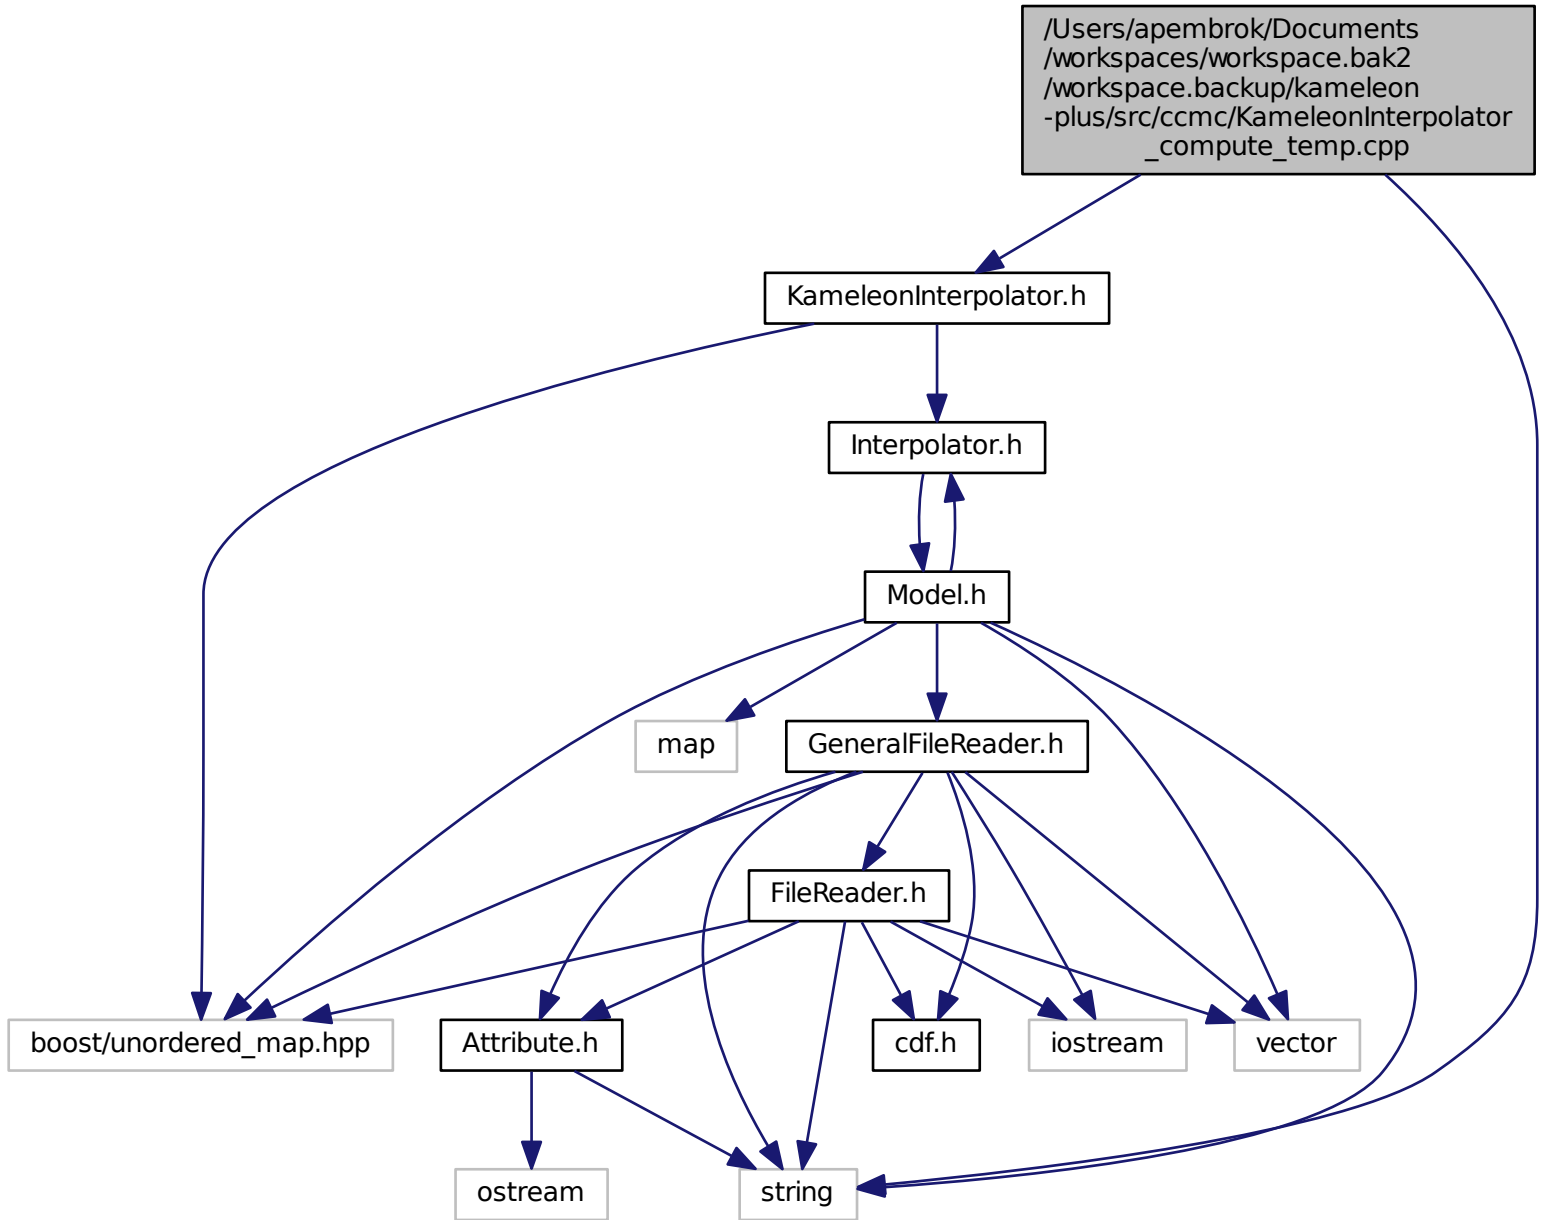 /Users/apembrok/Documents
/workspaces/workspace.bak2
/workspace.backup/kameleon
-plus/src/ccmc/KameleonInterpolator
_compute_temp.cpp
KameleonInterpolator.h
Interpolator.h
Model.h
map
GeneralFileReader.h
FileReader.h
boost/unordered_map.hpp
Attribute.h
cdf.h
iostream
vector
ostream
string